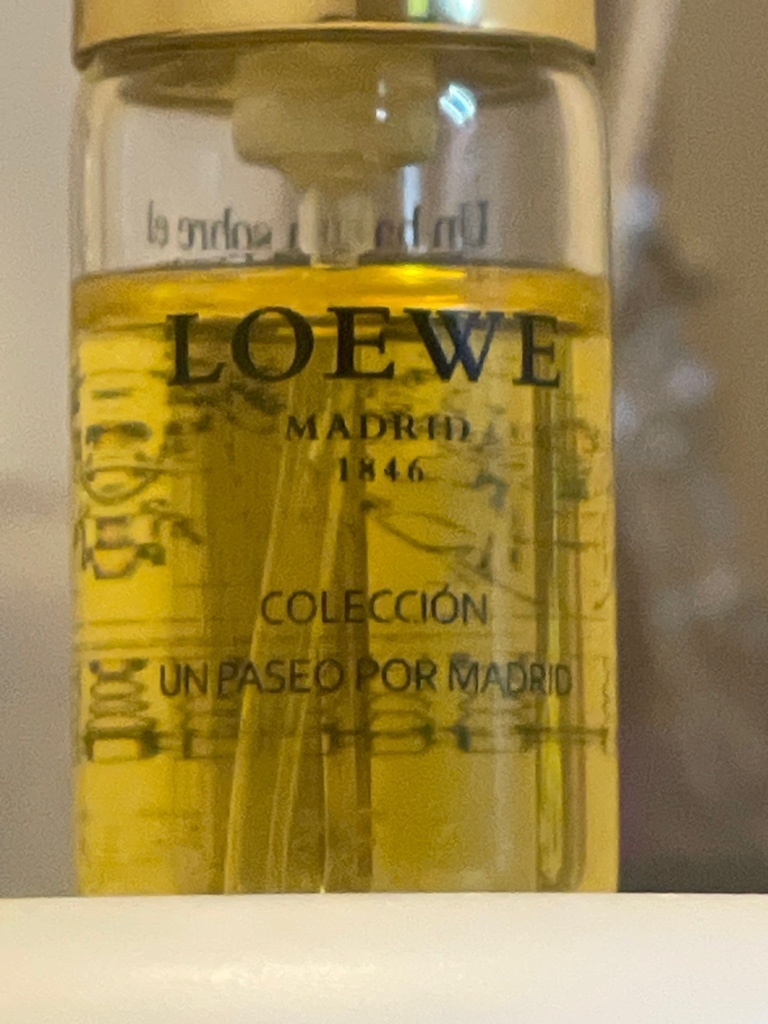 LOEWE
MADRID
1846
COLECCIÓN
UN PASEO POR MADRID